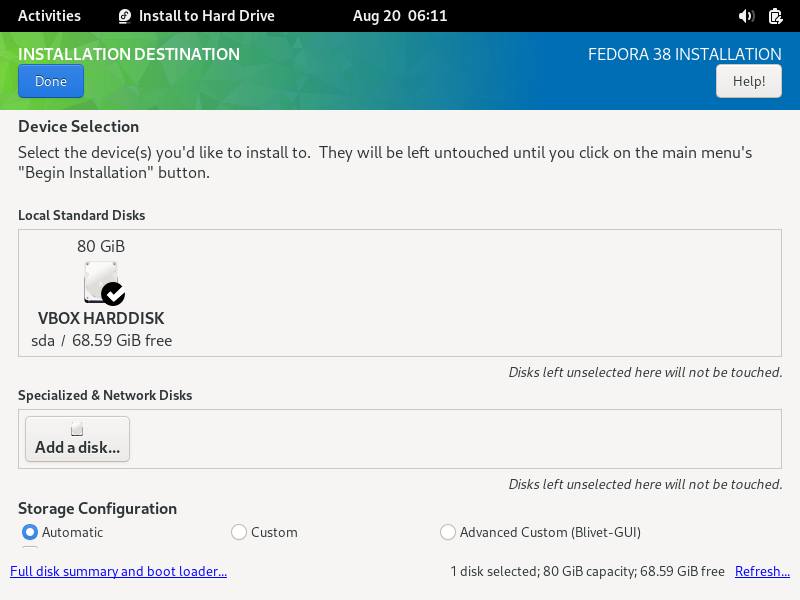 Activities Install to Hard Drive Aug 20 06:11
INSTALLATION DESTINATION FEDORA 38 INSTALLATION
Done Help!
Device Selection
Select the device(s) you'd like to install to. They will be left untouched until you click on the main menu's
"Begin Installation" button.
Local Standard Disks
80 GiB
VBOX HARDDISK
sda / 68.59 GiB free
Disks left unselected here will not be touched.
Specialized & Network Disks
Add a disk...
Disks left unselected here will not be touched.
Storage Configuration
Automatic Custom Advanced Custom (Blivet-GUI)
Full disk summary and boot loader... 1 disk selected; 80 GiB capacity; 68.59 GiB free Refresh...